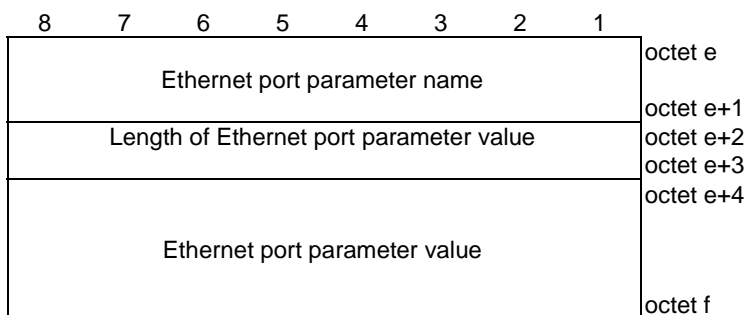 8 7 6 5 4 3 2 1
octet e
Ethernet port parameter name
octet e+1
Length of Ethernet port parameter value octet e+2
octet e+3
octet e+4
Ethernet port parameter value
octet f